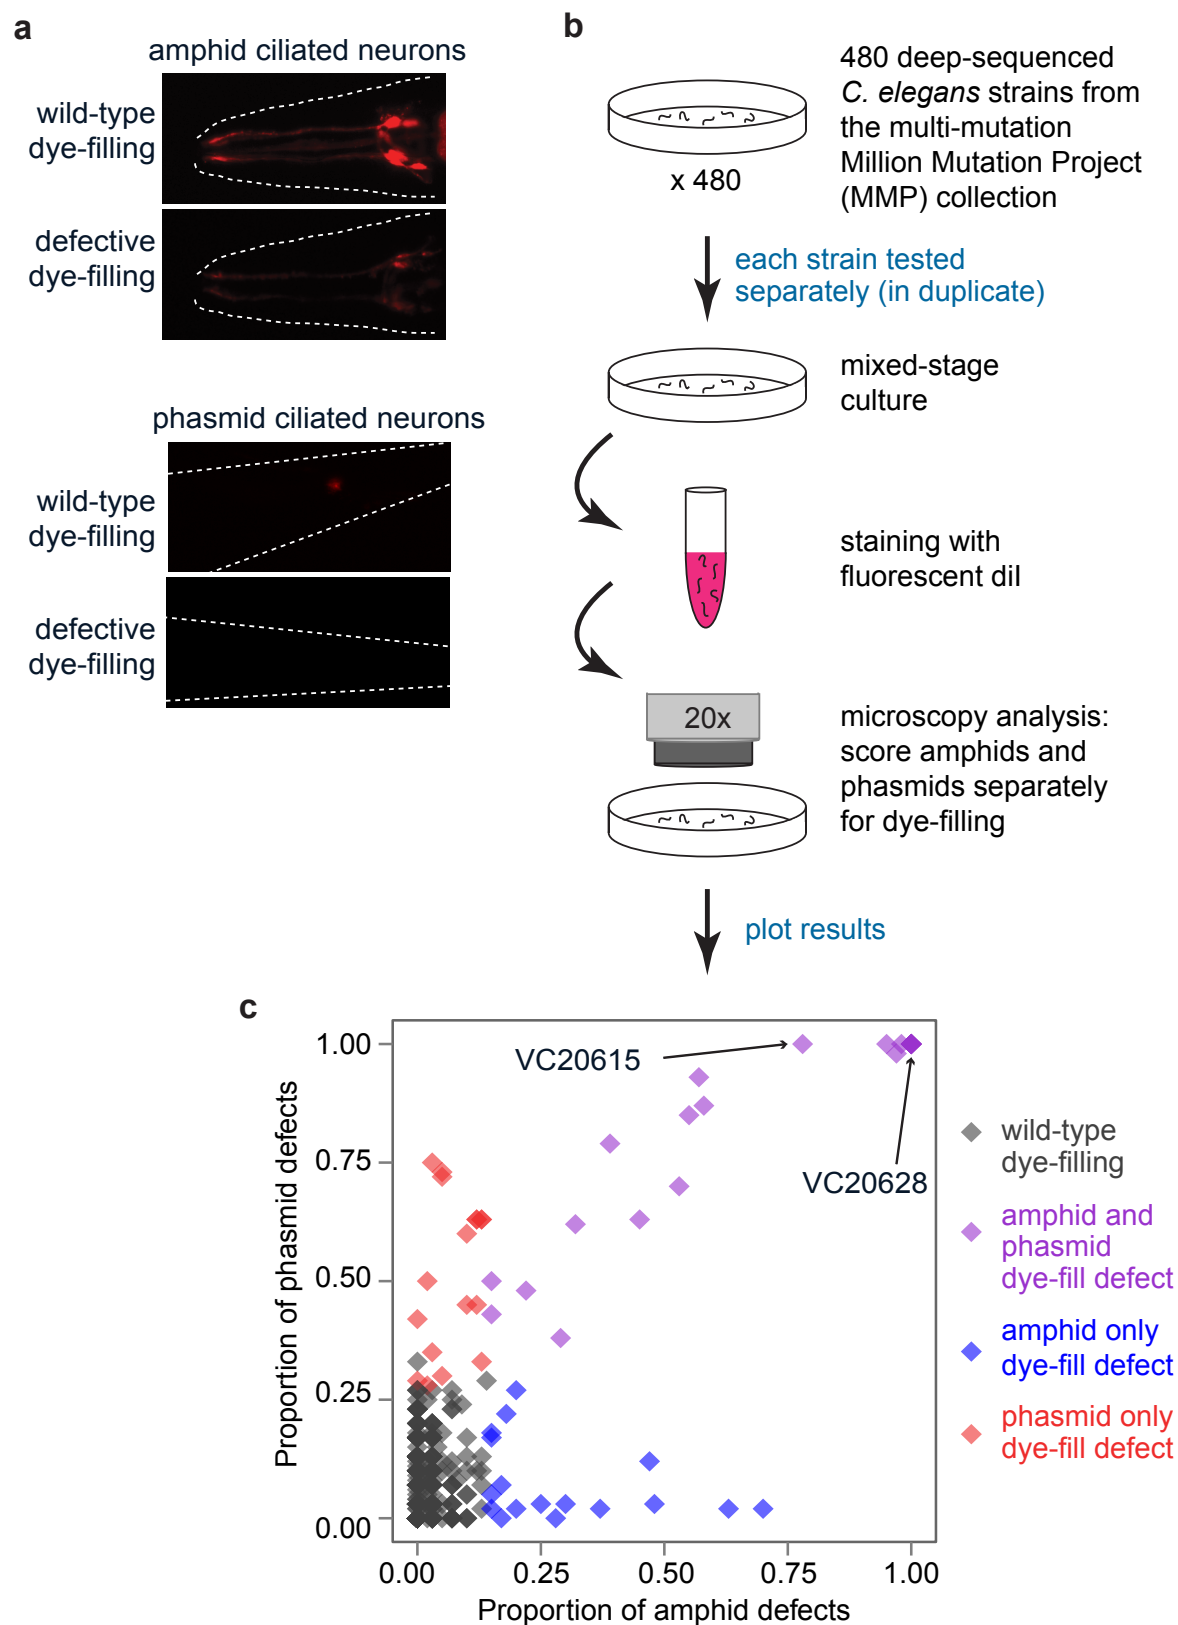 a
amphid ciliated neurons
wild-type
dye-filling
defective
dye-filling
phasmid ciliated neurons
wild-type
dye-filling
defective
dye-filling
b
480 deep-sequenced
C. elegans strains from
the multi-mutation
Million Mutation Project
(MMP) collection
x 480
each strain tested
separately (in duplicate)
mixed-stage
culture
staining with
fluorescent diI
20x
microscopy analysis:
score amphids and
phasmids separately
for dye-filling
plot results
c
Proportion of phasmid defects
1.00
0.75
0.50
0.25
0.00
VC20615
VC20628
0.00
0.25
0.50
0.75
1.00
Proportion of amphid defects
wild-type
dye-filling
amphid and
phasmid
dye-fill defect
amphid only
dye-fill defect
phasmid only
dye-fill defect